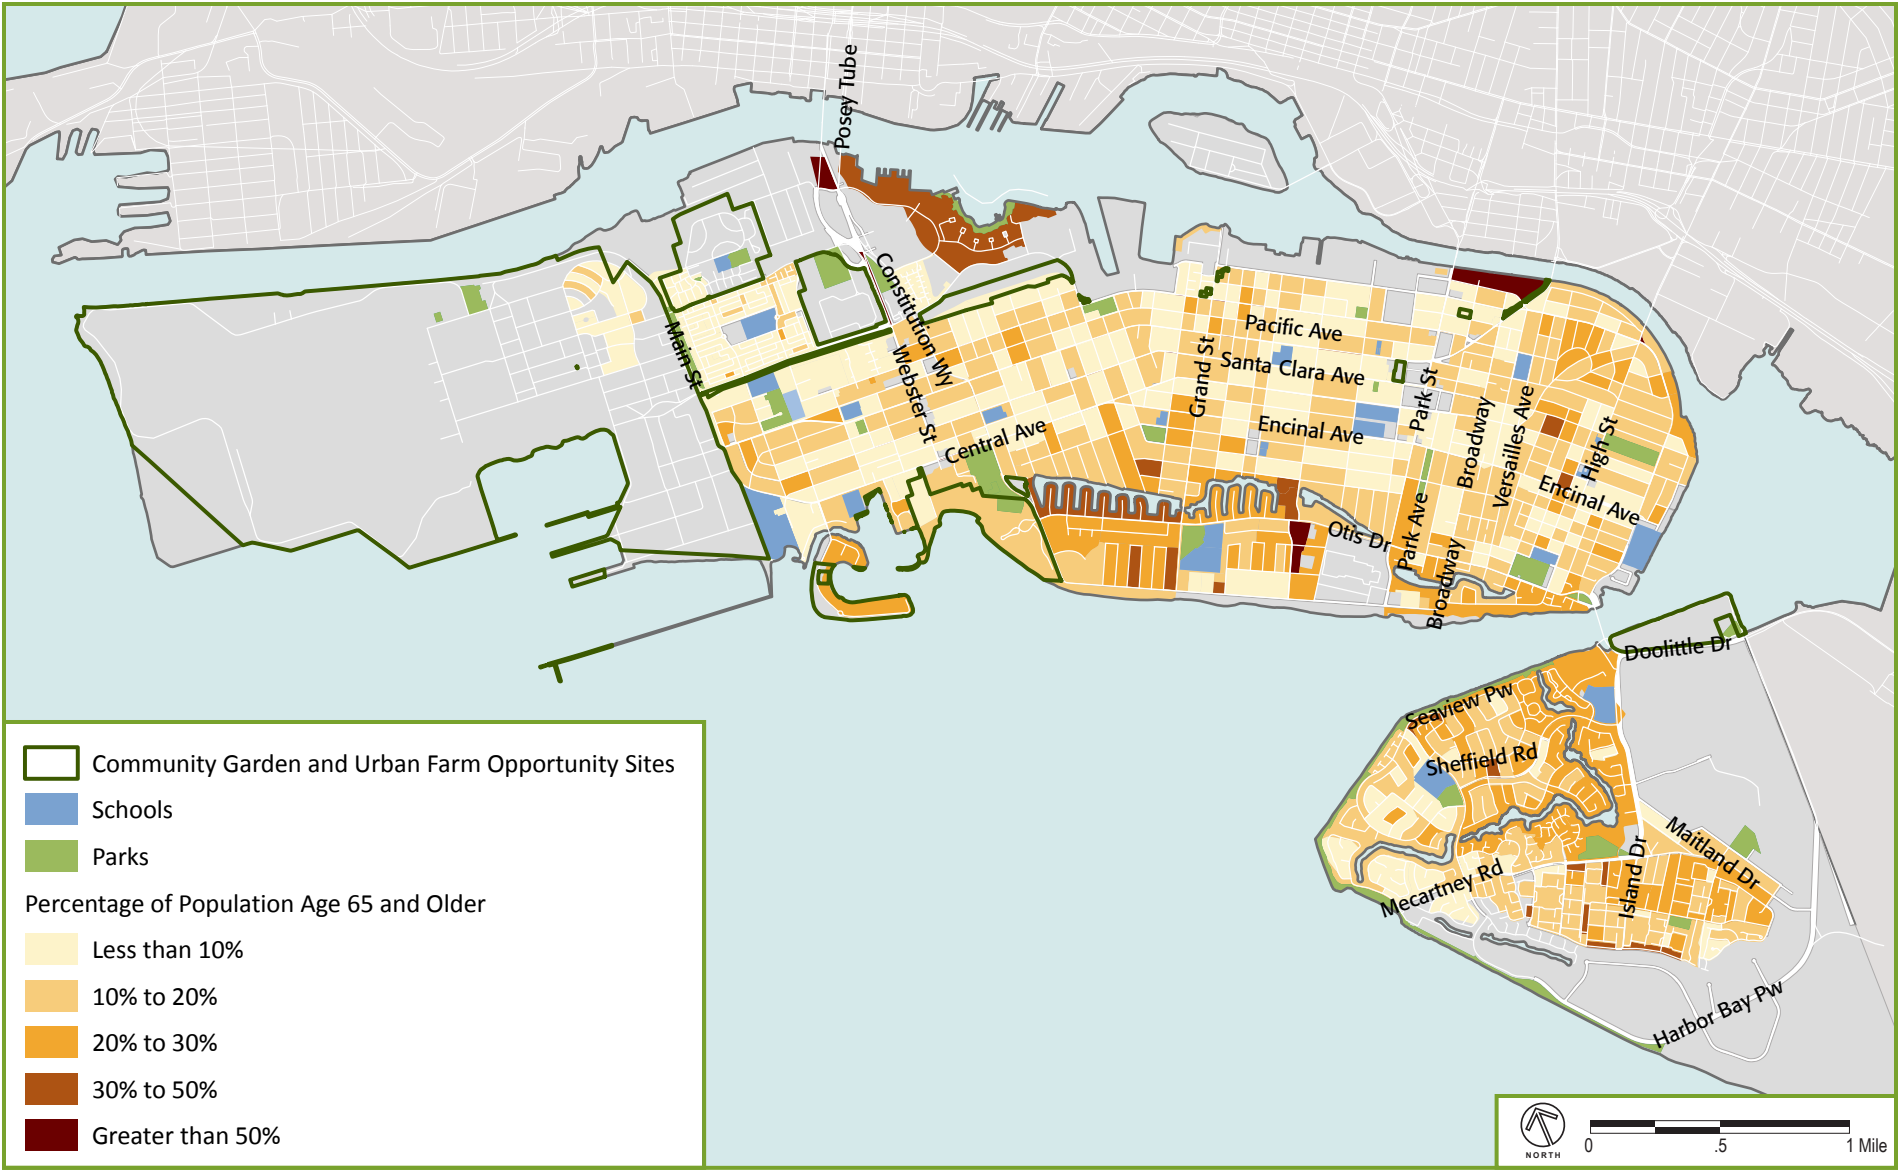 Posey Tube
Constitution Wy
Main St
Webster St
Central Ave
Grand St
Pacific Ave
Santa Clara Ave
Encinal Ave
Park St
Broadway
Versailles Ave
High St
Encinal Ave
Otis Dr
Park Ave
Broadway
Doolittle Dr
Seaview Pw
Sheffield Rd
Mecartney Rd
Island Dr
Maitland Dr
Harbor Bay Pw
Community Garden and Urban Farm Opportunity Sites
Schools
Parks
Percentage of Population Age 65 and Older
Less than 10%
10% to 20%
20% to 30%
30% to 50%
Greater than 50%
NORTH
0 .5 1 Mile